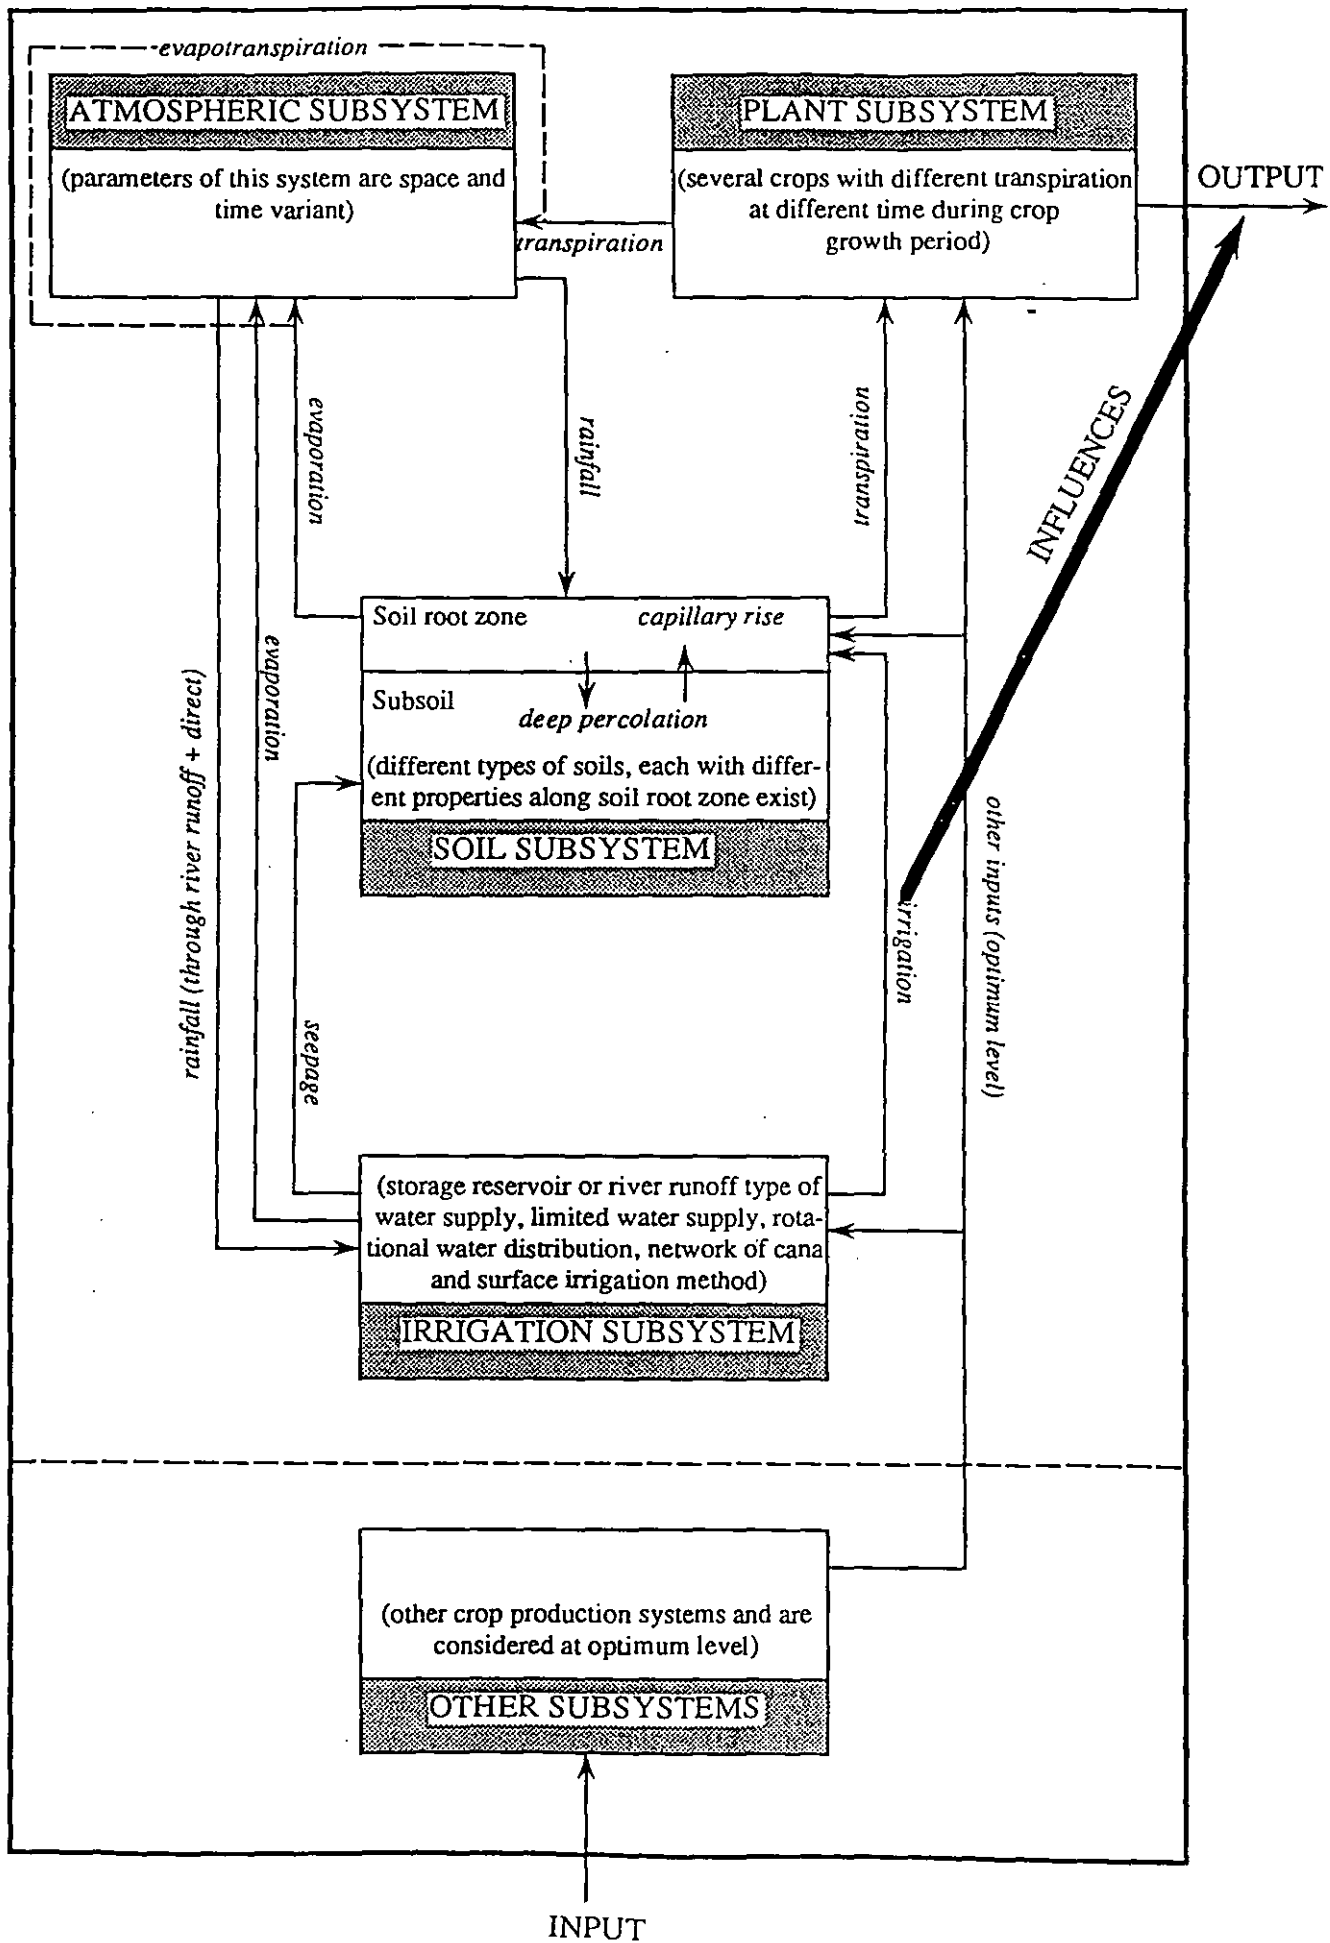 evapotranspiration
ATMOSPHERIC SUBSYSTEM
(parameters of this system are space and
time variant)
PLANT SUBSYSTEM
(several crops with different transpiration
at different time during crop
growth period)
OUTPUT
transpiration
evaporation
rainfall
transpiration
INFLUENCES
Soil root zone
capillary rise
Subsoil
deep percolation
(different types of soils, each with differ-
ent properties along soil root zone exist)
SOIL SUBSYSTEM
evaporation
rainfall (through river runoff + direct)
seepage
irrigation
other inputs (optimum level)
(storage reservoir or river runoff type of
water supply, limited water supply, rota-
tional water distribution, network of cana
and surface irrigation method)
IRRIGATION SUBSYSTEM
(other crop production systems and are
considered at optimum level)
OTHER SUBSYSTEMS
INPUT